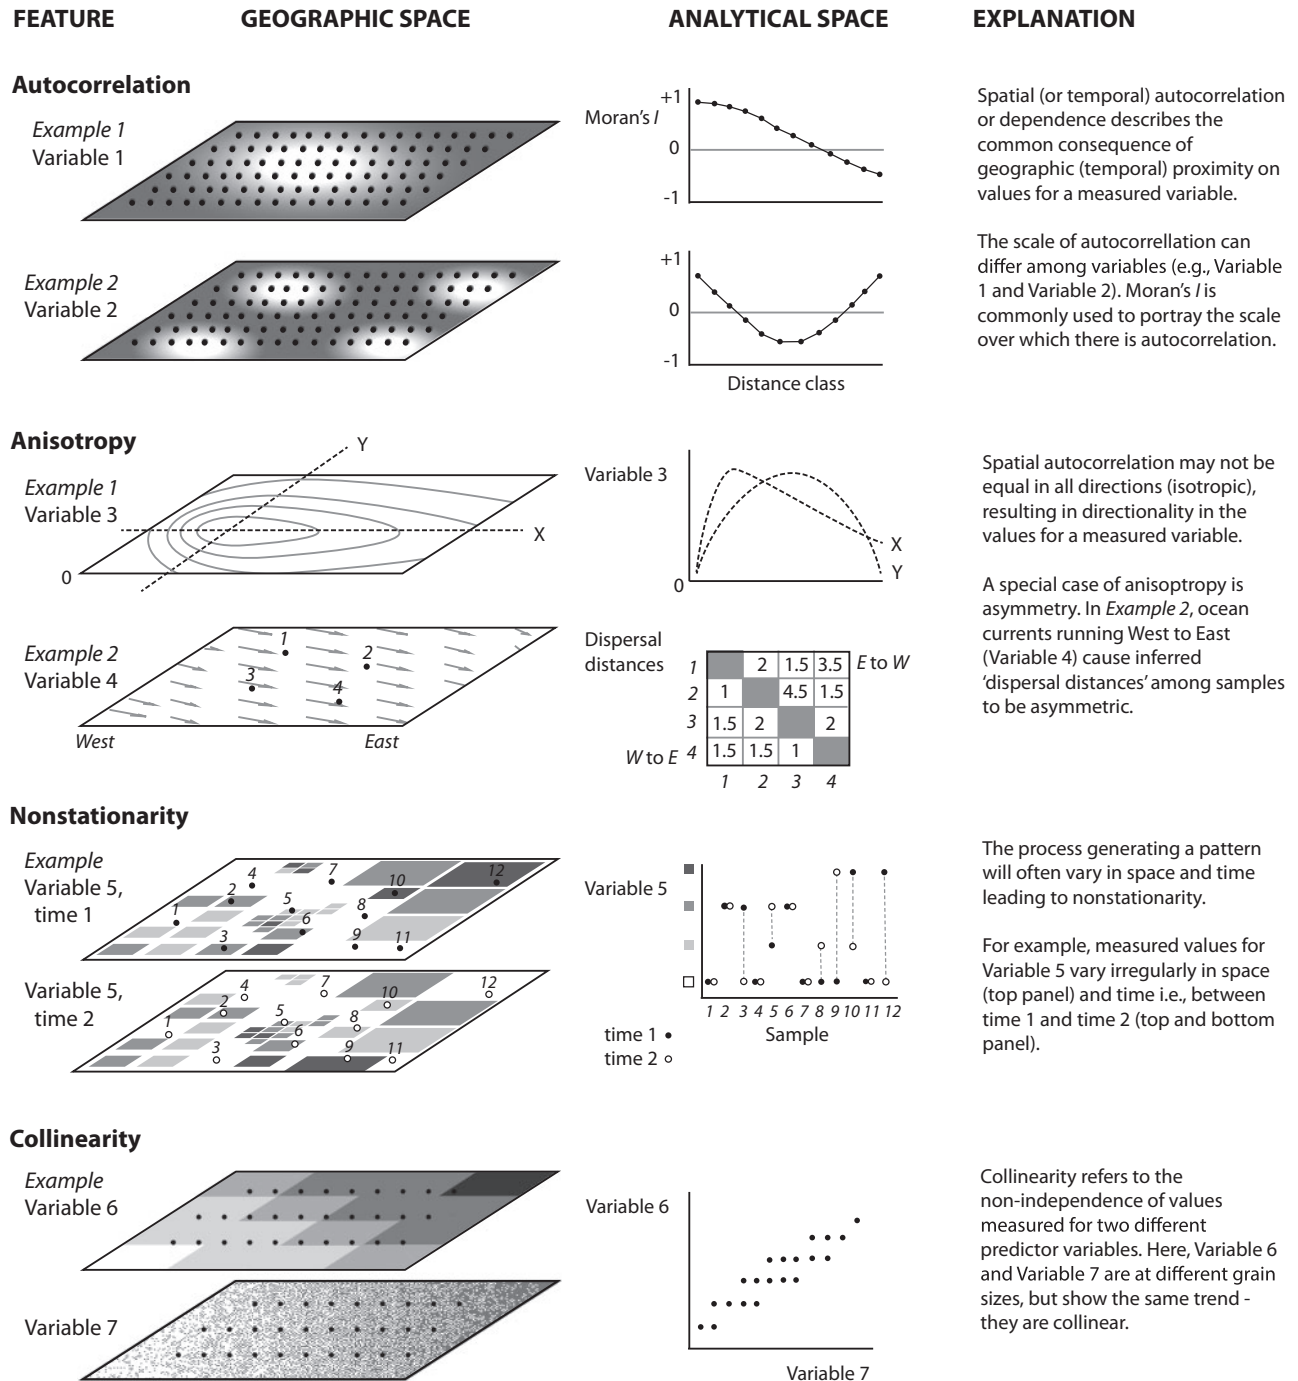 FEATURE
GEOGRAPHIC SPACE
ANALYTICAL SPACE
EXPLANATION
Autocorrelation
Example 1
Variable 1
Moran's I
+1
0
-1
Spatial (or temporal) autocorrelation
or dependence describes the
common consequence of
geographic (temporal) proximity on
values for a measured variable.
Example 2
Variable 2
+1
0
-1
Distance class
The scale of autocorrellation can
differ among variables (e.g., Variable
1 and Variable 2). Moran's I is
commonly used to portray the scale
over which there is autocorrelation.
Anisotropy
Example 1
Variable 3
Y
X
0
Variable 3
X
Y
0
Spatial autocorrelation may not be
equal in all directions (isotropic),
resulting in directionality in the
values for a measured variable.
Example 2
Variable 4
1
2
3
4
West
East
Dispersal
distances
1 2 1.5 3.5 E to W
2 1 4.5 1.5
3 1.5 2 2
W to E 4 1.5 1.5 1
1 2 3 4
A special case of anisoptropy is
asymmetry. In Example 2, ocean
currents running West to East
(Variable 4) cause inferred
'dispersal distances' among samples
to be asymmetric.
Nonstationarity
Example
Variable 5,
time 1
1
2
3
4
5
6
7
8
9
10
11
12
Variable 5,
time 2
1
2
3
4
5
6
7
8
9
10
11
12
Variable 5
1 2 3 4 5 6 7 8 9 10 11 12
Sample
time 1
time 2
The process generating a pattern
will often vary in space and time
leading to nonstationarity.
For example, measured values for
Variable 5 vary irregularly in space
(top panel) and time i.e., between
time 1 and time 2 (top and bottom
panel).
Collinearity
Example
Variable 6
Variable 7
Variable 6
Variable 7
Collinearity refers to the
non-independence of values
measured for two different
predictor variables. Here, Variable 6
and Variable 7 are at different grain
sizes, but show the same trend -
they are collinear.